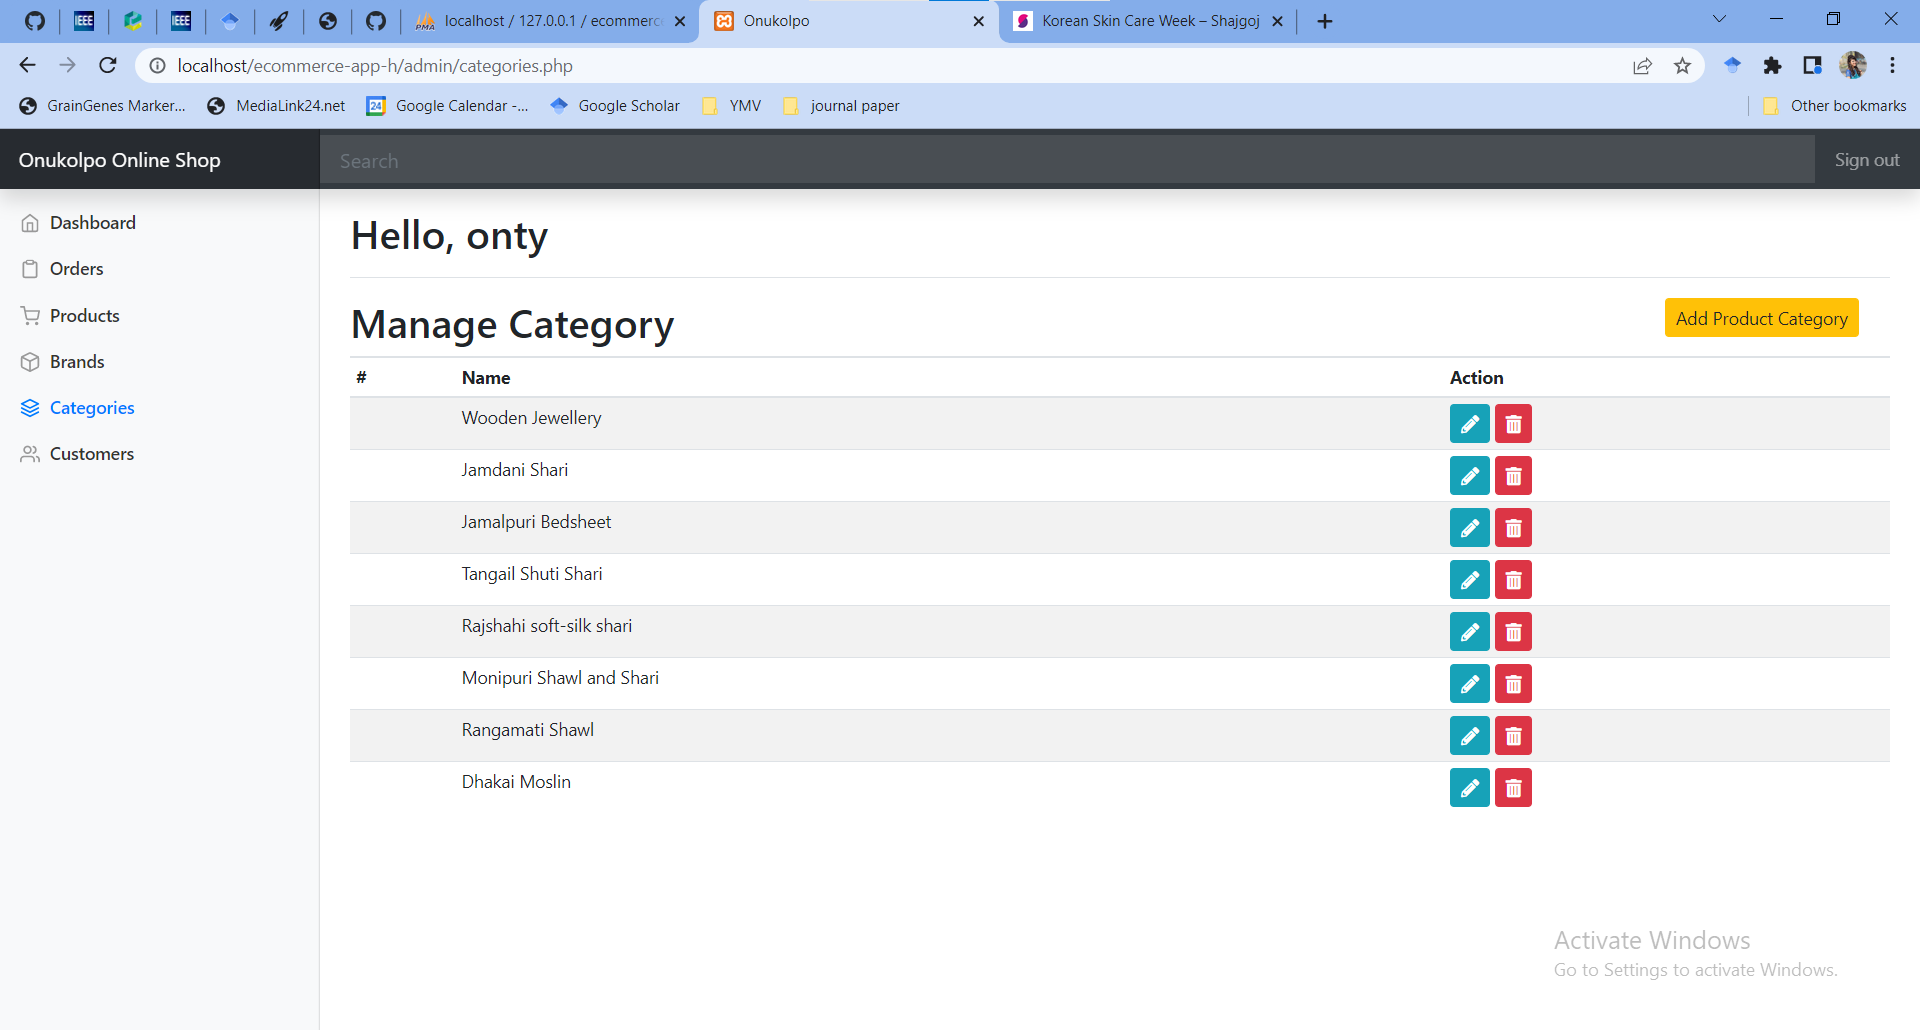 localhost / 127.0.0.1 / ecommerc
Onukolpo
Korean Skin Care Week – Shajgoj
localhost/ecommerce-app-h/admin/categories.php
GrainGenes Marker...
MediaLink24.net
Google Calendar -...
Google Scholar
YMV
journal paper
Other bookmarks
Onukolpo Online Shop
Search
Sign out
Dashboard
Orders
Products
Brands
Categories
Customers
Hello, onty
Manage Category
Add Product Category
# Name Action
Wooden Jewellery
Jamdani Shari
Jamalpuri Bedsheet
Tangail Shuti Shari
Rajshahi soft-silk shari
Monipuri Shawl and Shari
Rangamati Shawl
Dhakai Moslin
Activate Windows
Go to Settings to activate Windows.